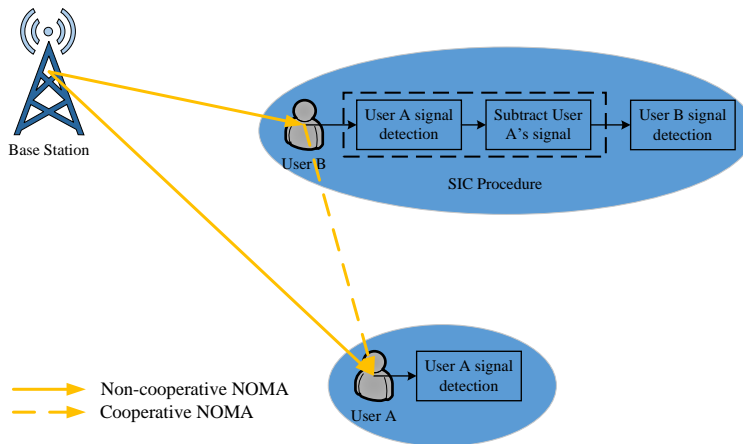 Base Station
User B
User A signal
detection
Subtract User
A's signal
User B signal
detection
SIC Procedure
User A
User A signal
detection
Non-cooperative NOMA
Cooperative NOMA